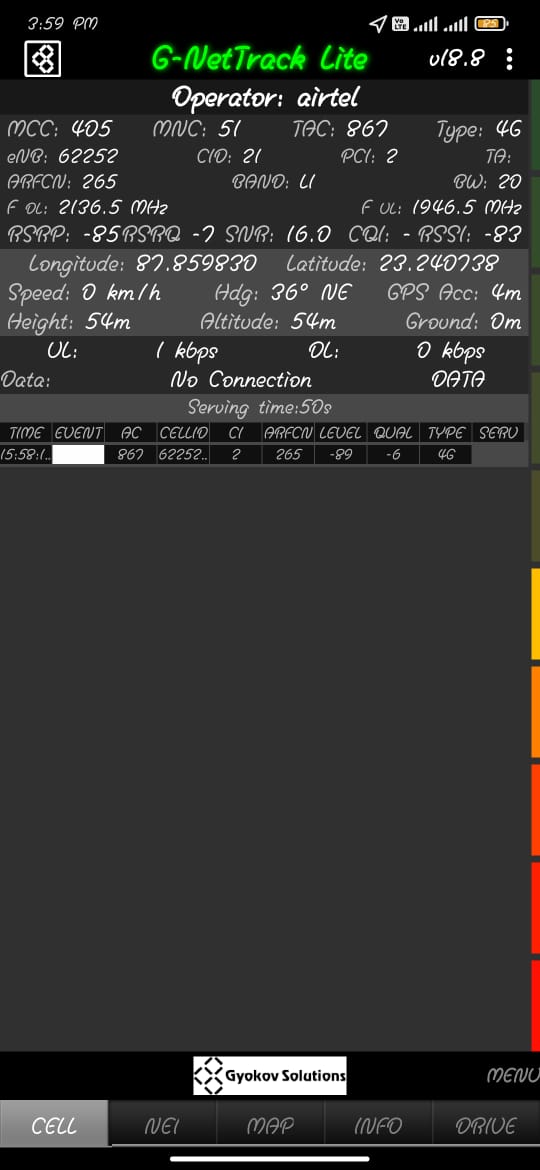 3:59 PM Vo LTE 85
G-NetTrack Lite v18.8
Operator: airtel
MCC: 405 MNC: 51 TAC: 867 Type: 4G
eNB: 62252 CID: 21 PCI: 2 TA:
ARFCN: 265 BAND: L1 BW: 20
F DL: 2136.5 MHz F UL: 1946.5 MHz
RSRP: -85 RSRQ -7 SNR: 16.0 CQI: - RSSI: -83
Longitude: 87.859830 Latitude: 23.240738
Speed: 0 km/h Hdg: 36° NE GPS Acc: 4m
Height: 54m Altitude: 54m Ground: 0m
UL: 1 kbps DL: 0 kbps
Data: No Connection DATA
Serving time:50s
TIME EVENT AC CELLID CI ARFCN LEVEL QUAL TYPE SERV
15:58:1.. 867 62252.. 2 265 -89 -6 4G
Gyokov Solutions MENU
CELL NEI MAP INFO DRIVE